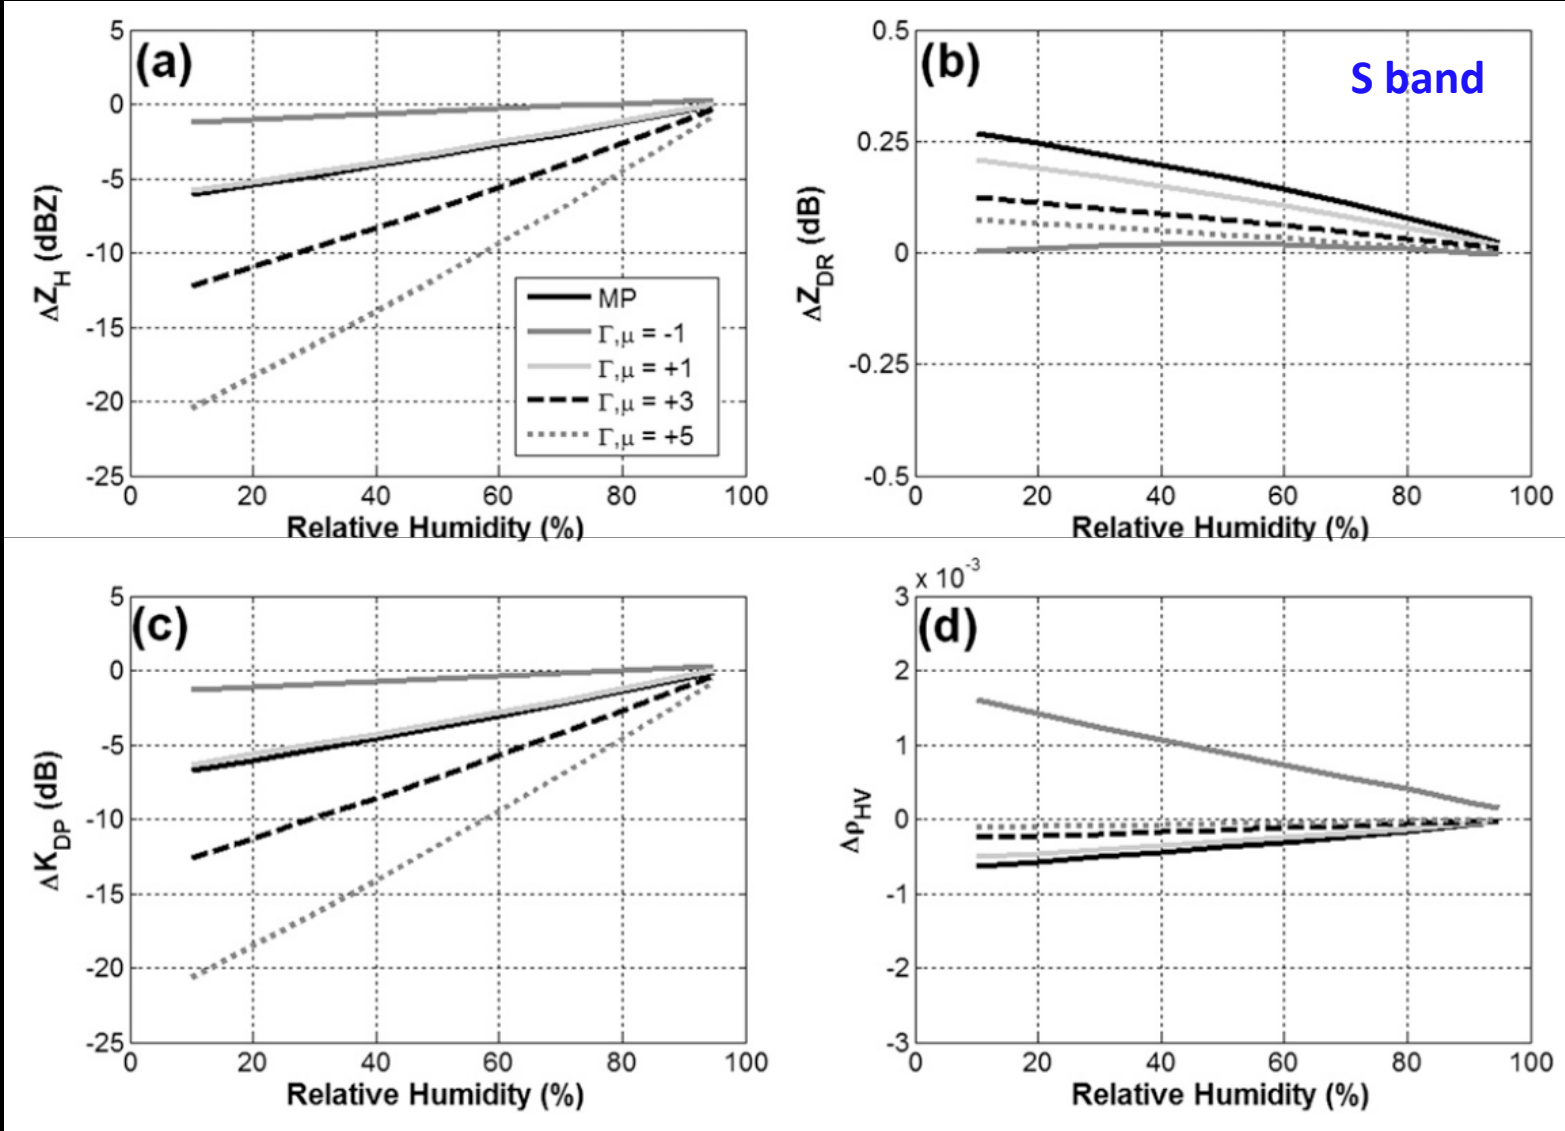 (a)
5
0
-5
-10
-15
-20
-25
ΔZH (dBZ)
0 20 40 60 80 100
Relative Humidity (%)
MP
Γ,μ = -1
Γ,μ = +1
Γ,μ = +3
Γ,μ = +5
(b)
S band
0.5
0.25
0
-0.25
-0.5
ΔZDR (dB)
0 20 40 60 80 100
Relative Humidity (%)
(c)
5
0
-5
-10
-15
-20
-25
ΔKDP (dB)
0 20 40 60 80 100
Relative Humidity (%)
x 10-3
(d)
3
2
1
0
-1
-2
-3
ΔρHV
0 20 40 60 80 100
Relative Humidity (%)